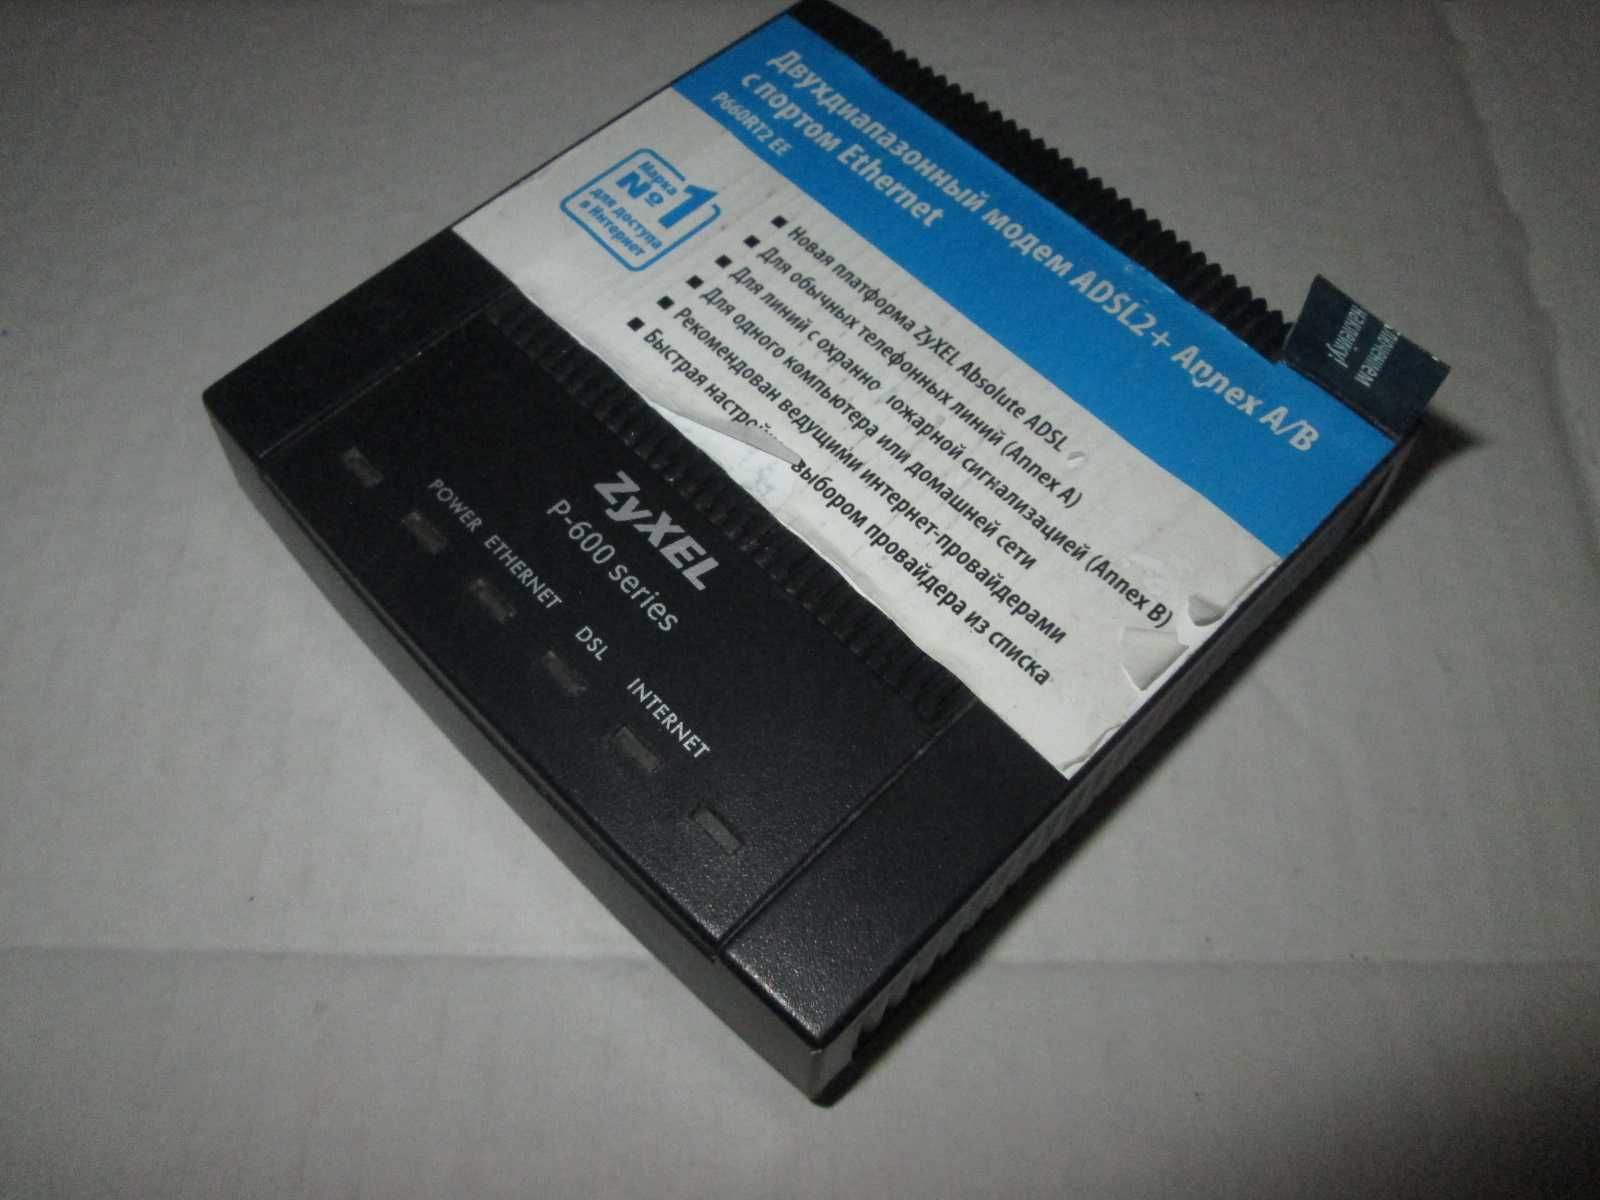 Двухдиапазонный модем ADSL2+ Annex A/B
с портом Ethernet
P660RT2 EE
Марка
№1
для доступа
в Интернет
■ Новая платформа ZyXEL Absolute ADSL
■ Для обычных телефонных линий (Annex A)
■ Для линий с охранно ожарной сигнализацией (Annex B)
■ Для одного компьютера или домашней сети
■ Рекомендован ведущими интернет-провайдерами
■ Быстрая настрой выбором провайдера из списка
ZyXEL
P-600 series
POWER ETHERNET DSL INTERNET